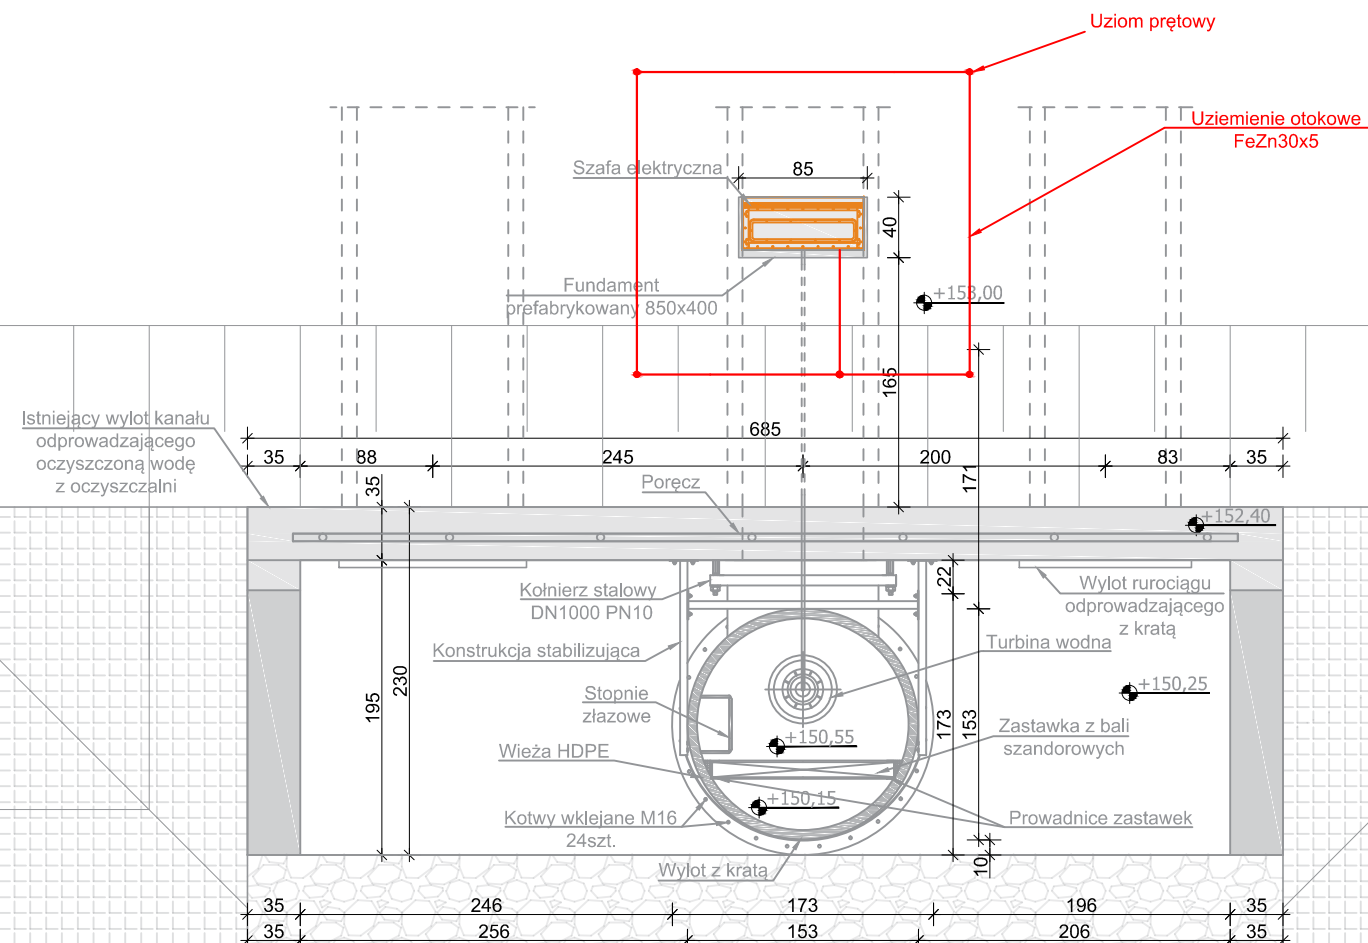 Uziom prętowy
Uziemienie otokowe
FeZn30x5
Szafa elektryczna
85
40
Fundament
prefabrykowany 850x400
+153,00
165
Istniejący wylot kanału
odprowadzającego
oczyszczoną wodę
z oczyszczalni
685
35
88
245
200
83
35
171
35
Poręcz
+152,40
Kołnierz stalowy
DN1000 PN10
22
Wylot rurociągu
odprowadzającego
z kratą
Konstrukcja stabilizująca
Turbina wodna
230
195
Stopnie
złazowe
+150,25
173
153
+150,55
Zastawka z bali
szandorowych
Wieża HDPE
+150,15
Kotwy wklejane M16
24szt.
Prowadnice zastawek
Wylot z kratą
10
35
246
173
196
35
35
256
153
206
35